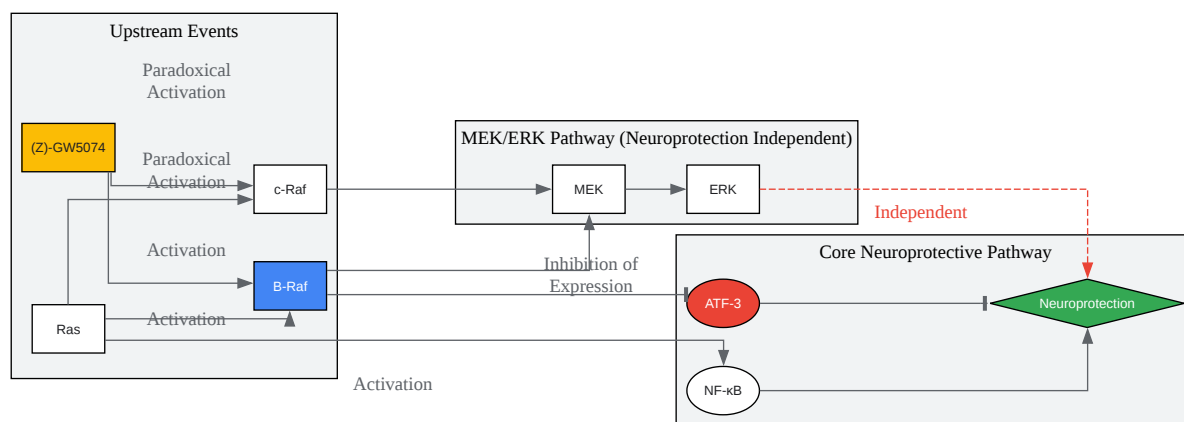 Upstream Events
Paradoxical
Activation
(Z)-GW5074
Paradoxical
Activation
c-Raf
Activation
B-Raf
Ras
Activation
Activation
MEK/ERK Pathway (Neuroprotection Independent)
MEK
ERK
Independent
Inhibition of
Expression
Core Neuroprotective Pathway
ATF-3
Neuroprotection
NF-κB